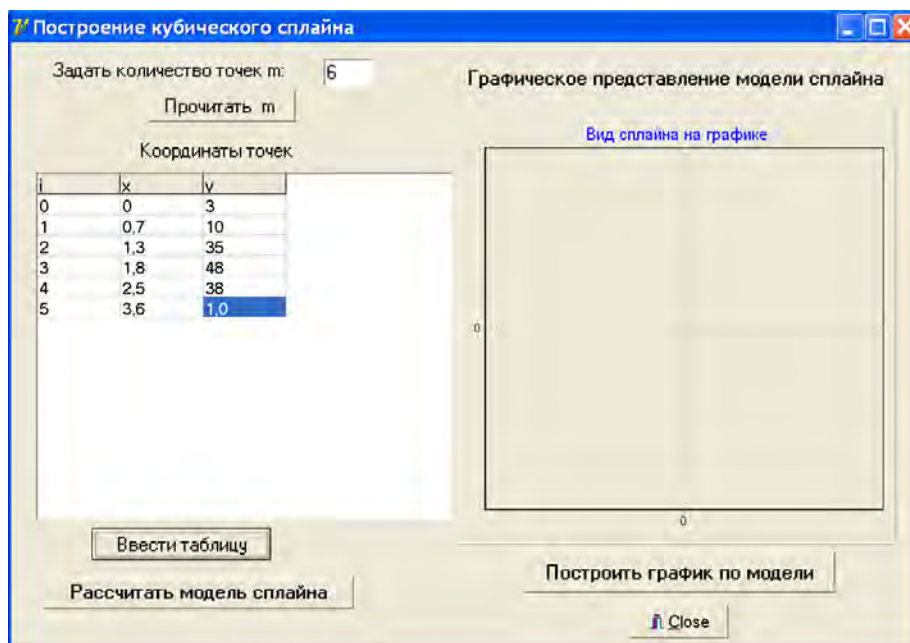 Построение кубического сплайна
Задать количество точек m: 6
Прочитать m
Координаты точек
i x y
0 0 3
1 0,7 10
2 1,3 35
3 1,8 48
4 2,5 38
5 3,6 1,0
Ввести таблицу
Рассчитать модель сплайна
Графическое представление модели сплайна
Вид сплайна на графике
0
0
Построить график по модели
Close